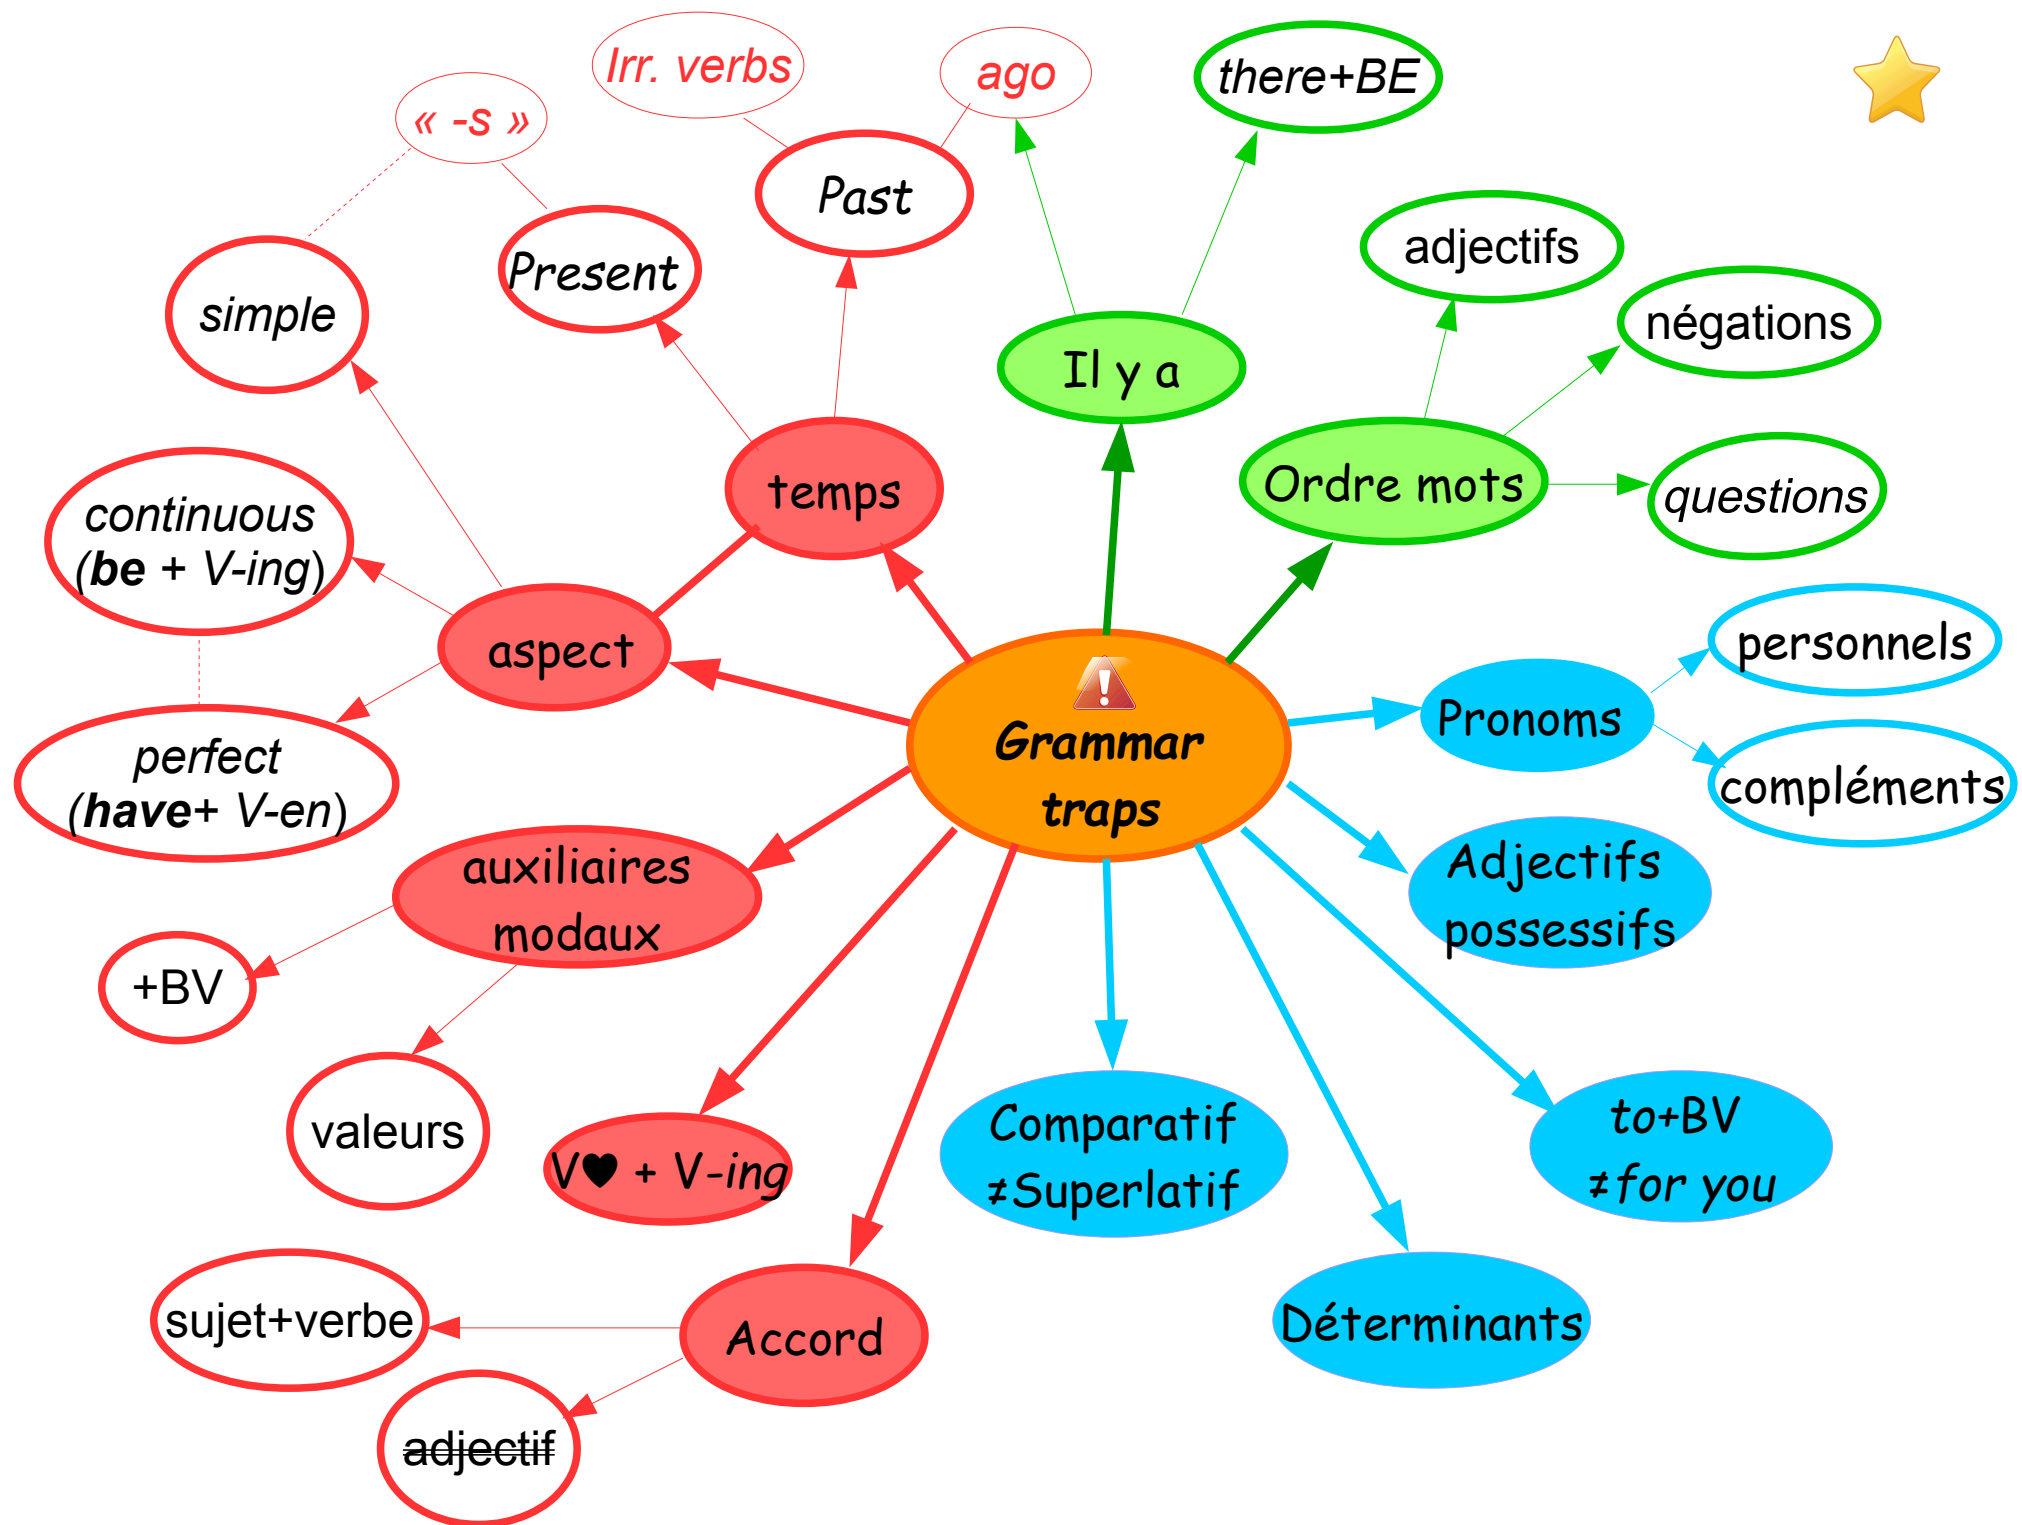 Irr. verbs
ago
there+BE
« -s »
Past
Present
simple
adjectifs
négations
Il y a
temps
Ordre mots
questions
continuous
(be + V-ing)
aspect
personnels
Pronoms
compléments
Grammar
traps
perfect
(have+ V-en)
auxiliaires
modaux
Adjectifs
possessifs
+BV
valeurs
V♥ + V-ing
Comparatif
≠Superlatif
to+BV
≠for you
sujet+verbe
Accord
Déterminants
adjectif